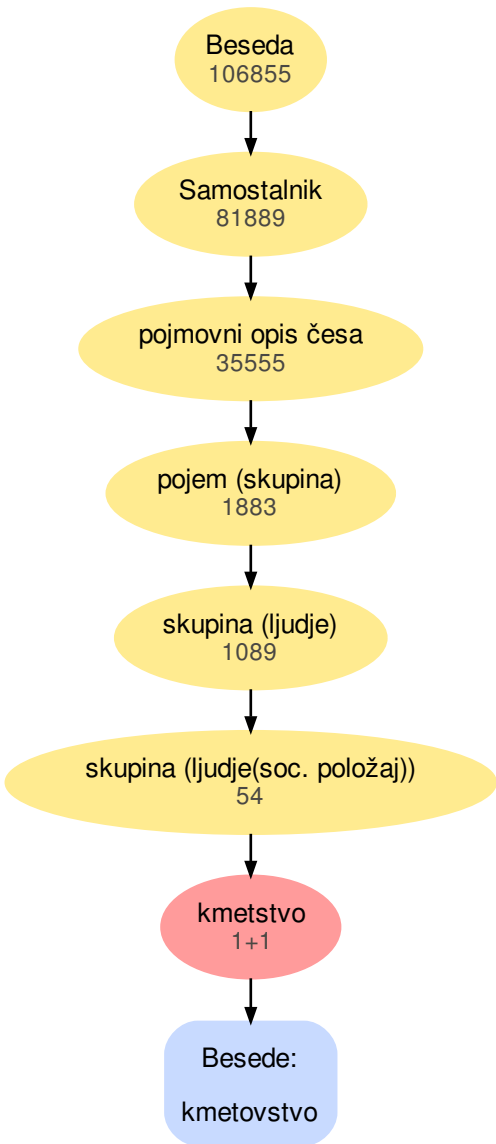 Beseda
106855
Samostalnik
81889
pojmovni opis česa
35555
pojem (skupina)
1883
skupina (ljudje)
1089
skupina (ljudje(soc. položaj))
54
kmetstvo
1+1
Besede:
kmetovstvo